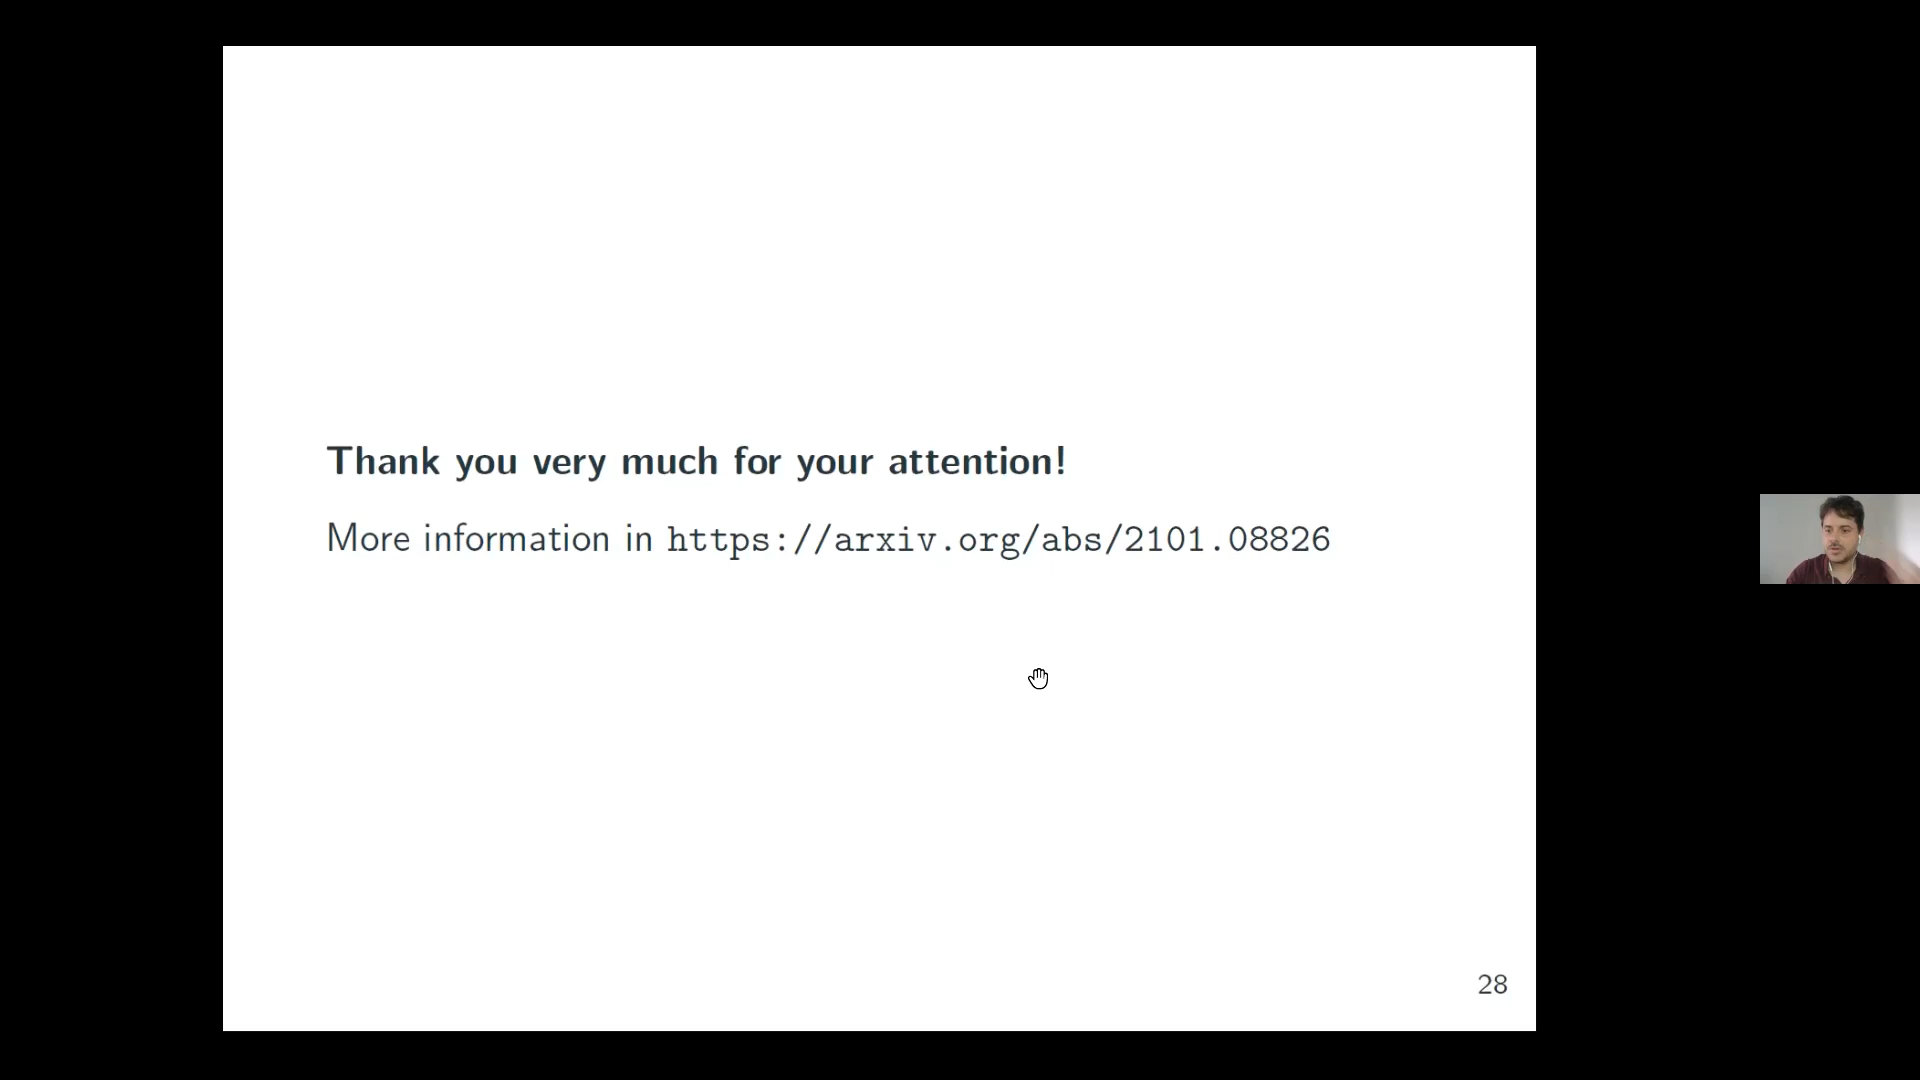 Thank you very much for your attention!
More information in https://arxiv.org/abs/2101.08826
28